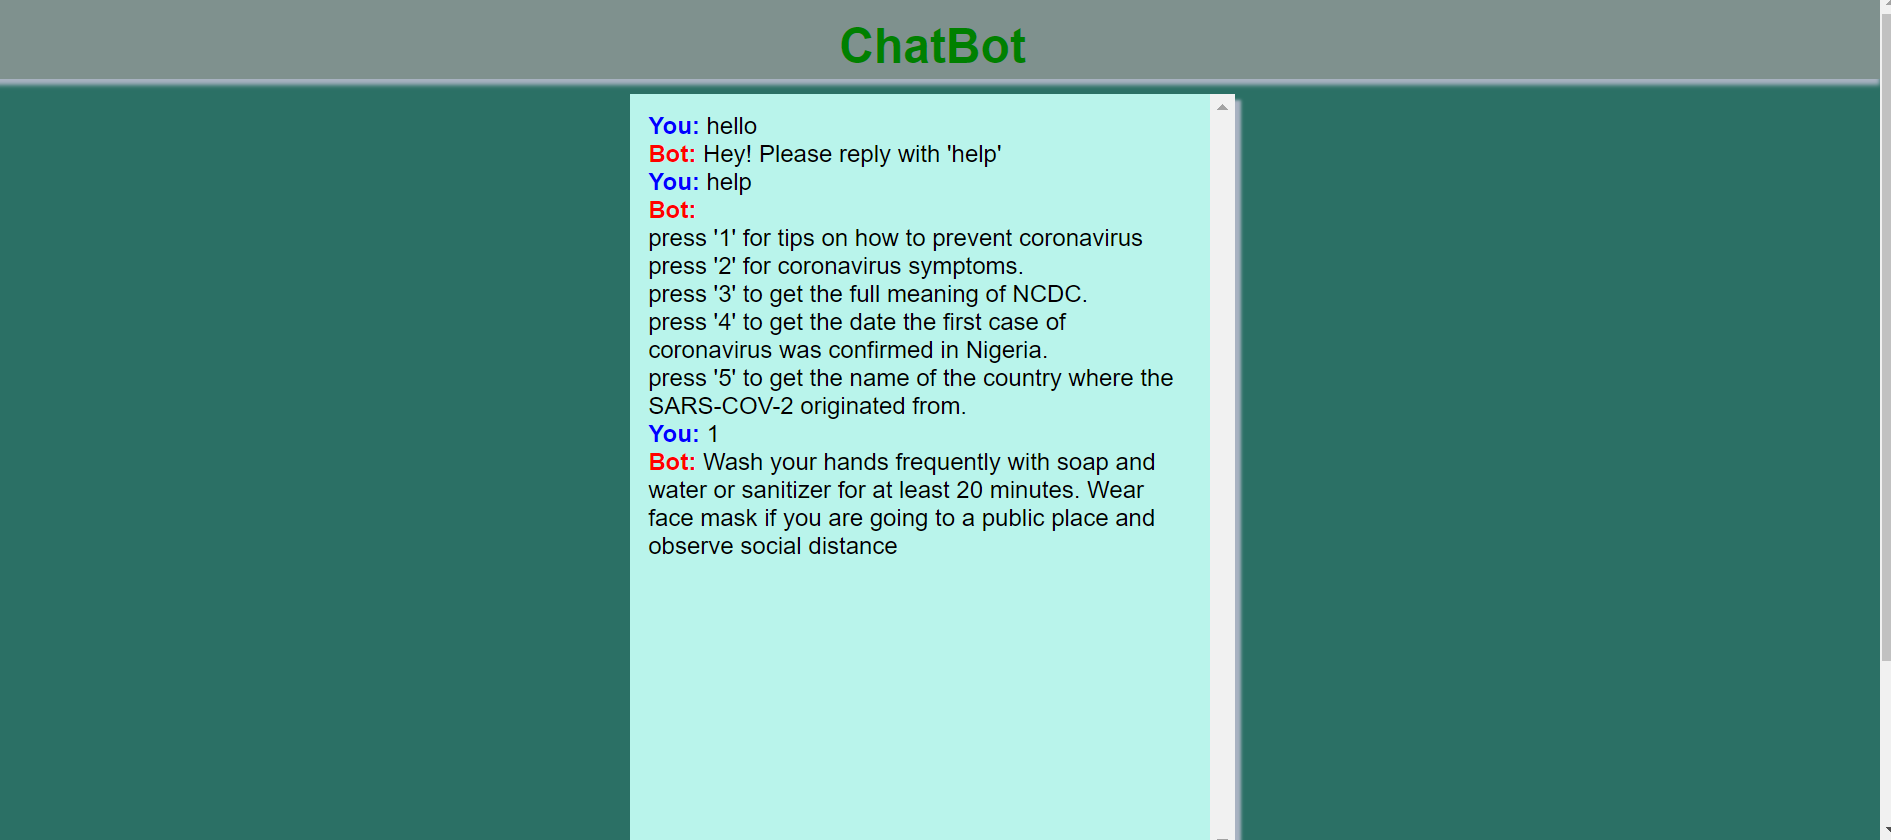 ChatBot
You: hello
Bot: Hey! Please reply with 'help'
You: help
Bot:
press '1' for tips on how to prevent coronavirus
press '2' for coronavirus symptoms.
press '3' to get the full meaning of NCDC.
press '4' to get the date the first case of
coronavirus was confirmed in Nigeria.
press '5' to get the name of the country where the
SARS-COV-2 originated from.
You: 1
Bot: Wash your hands frequently with soap and
water or sanitizer for at least 20 minutes. Wear
face mask if you are going to a public place and
observe social distance